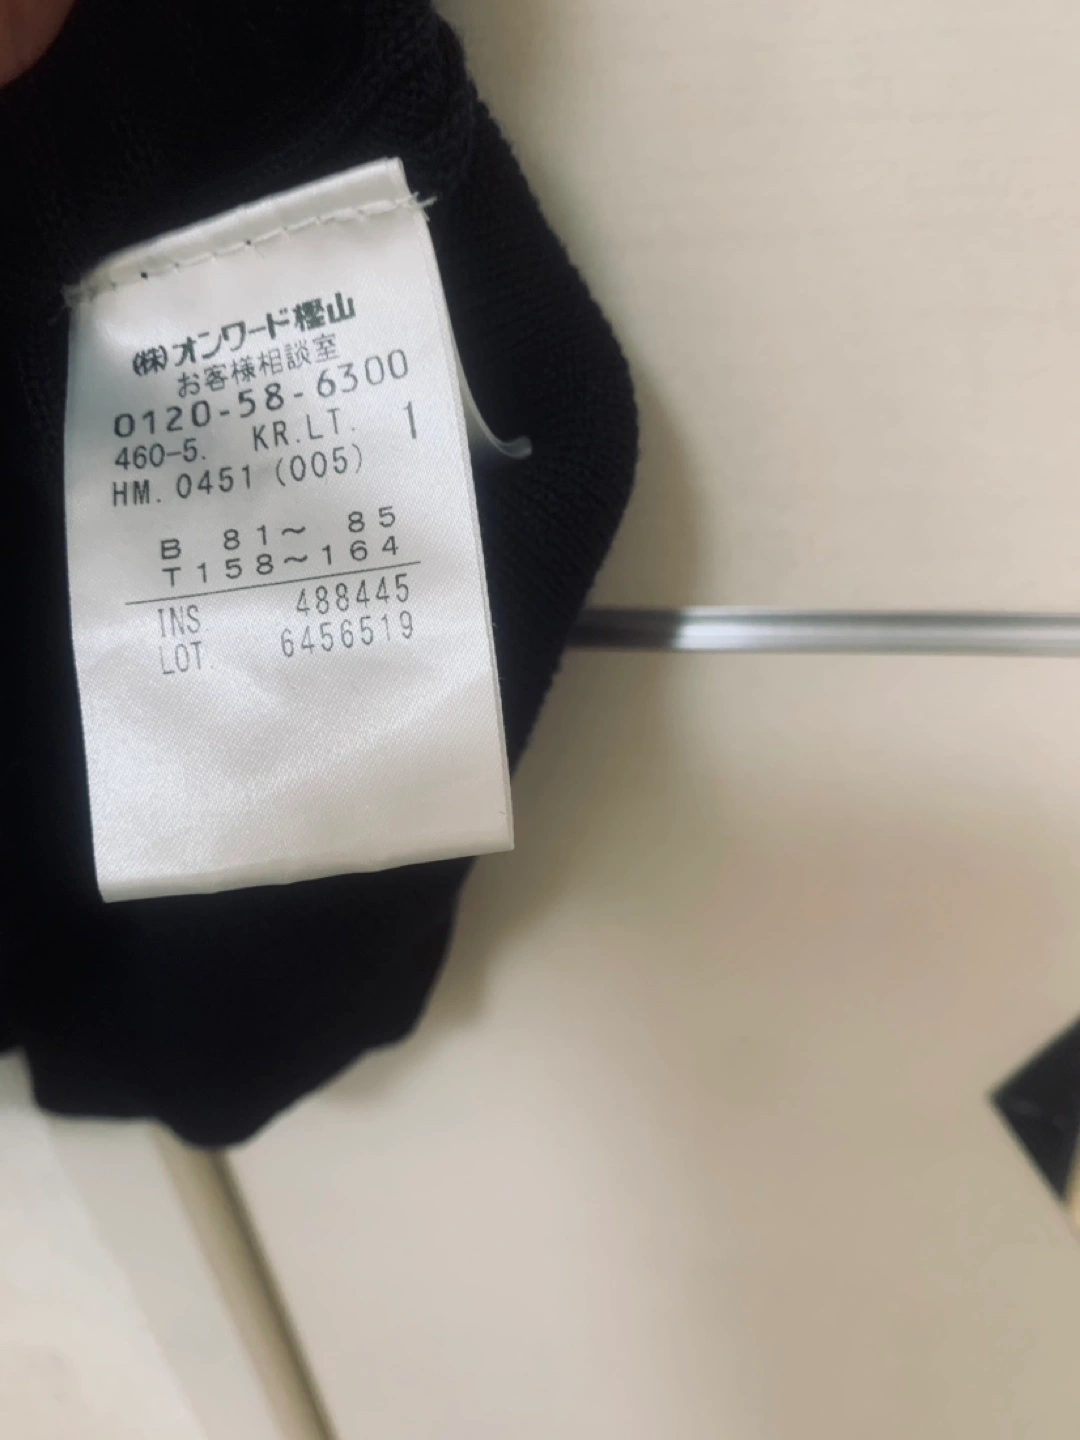 (株)オンワード樫山
お客様相談室
0120-58-6300
460-5. KR.LT. 1
HM. 0451 (005)
B 81~ 85
T158~164
INS 488445
LOT. 6456519